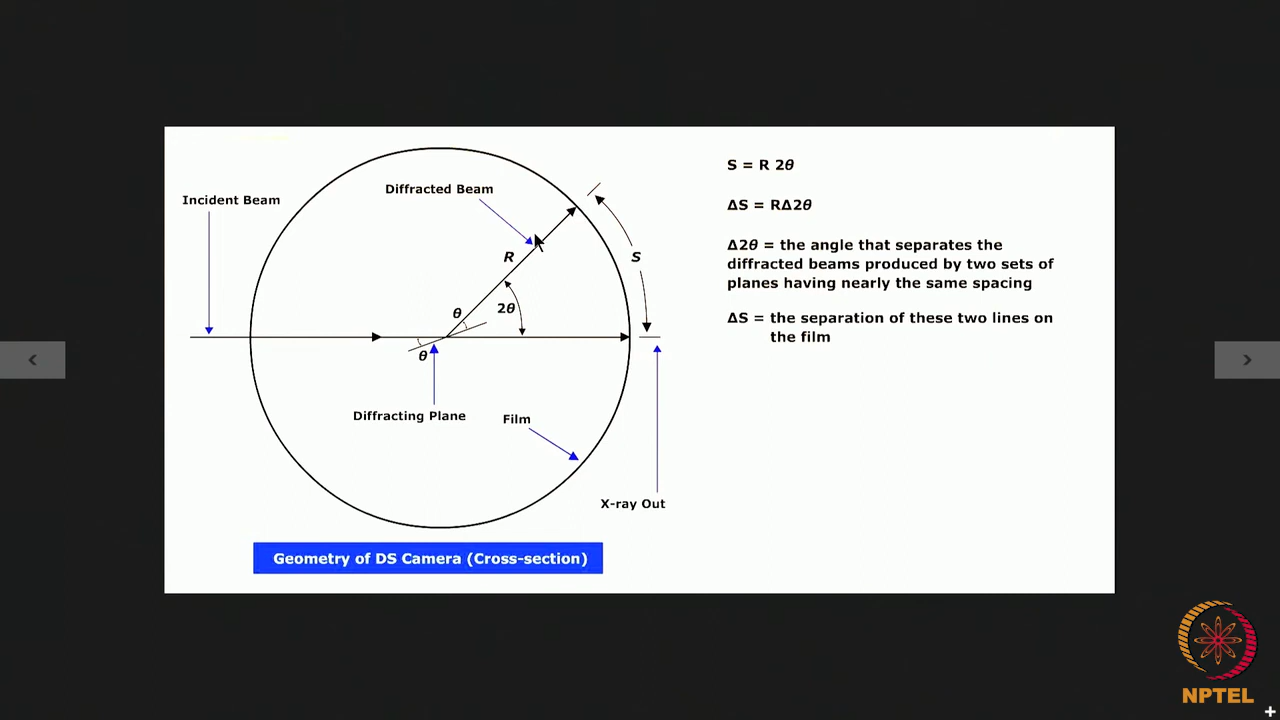 Incident Beam
Diffracted Beam
R
S
θ
2θ
θ
Diffracting Plane
Film
X-ray Out
Geometry of DS Camera (Cross-section)
S = R 2θ
ΔS = RΔ2θ
Δ2θ = the angle that separates the
diffracted beams produced by two sets of
planes having nearly the same spacing
ΔS = the separation of these two lines on
the film
NPTEL